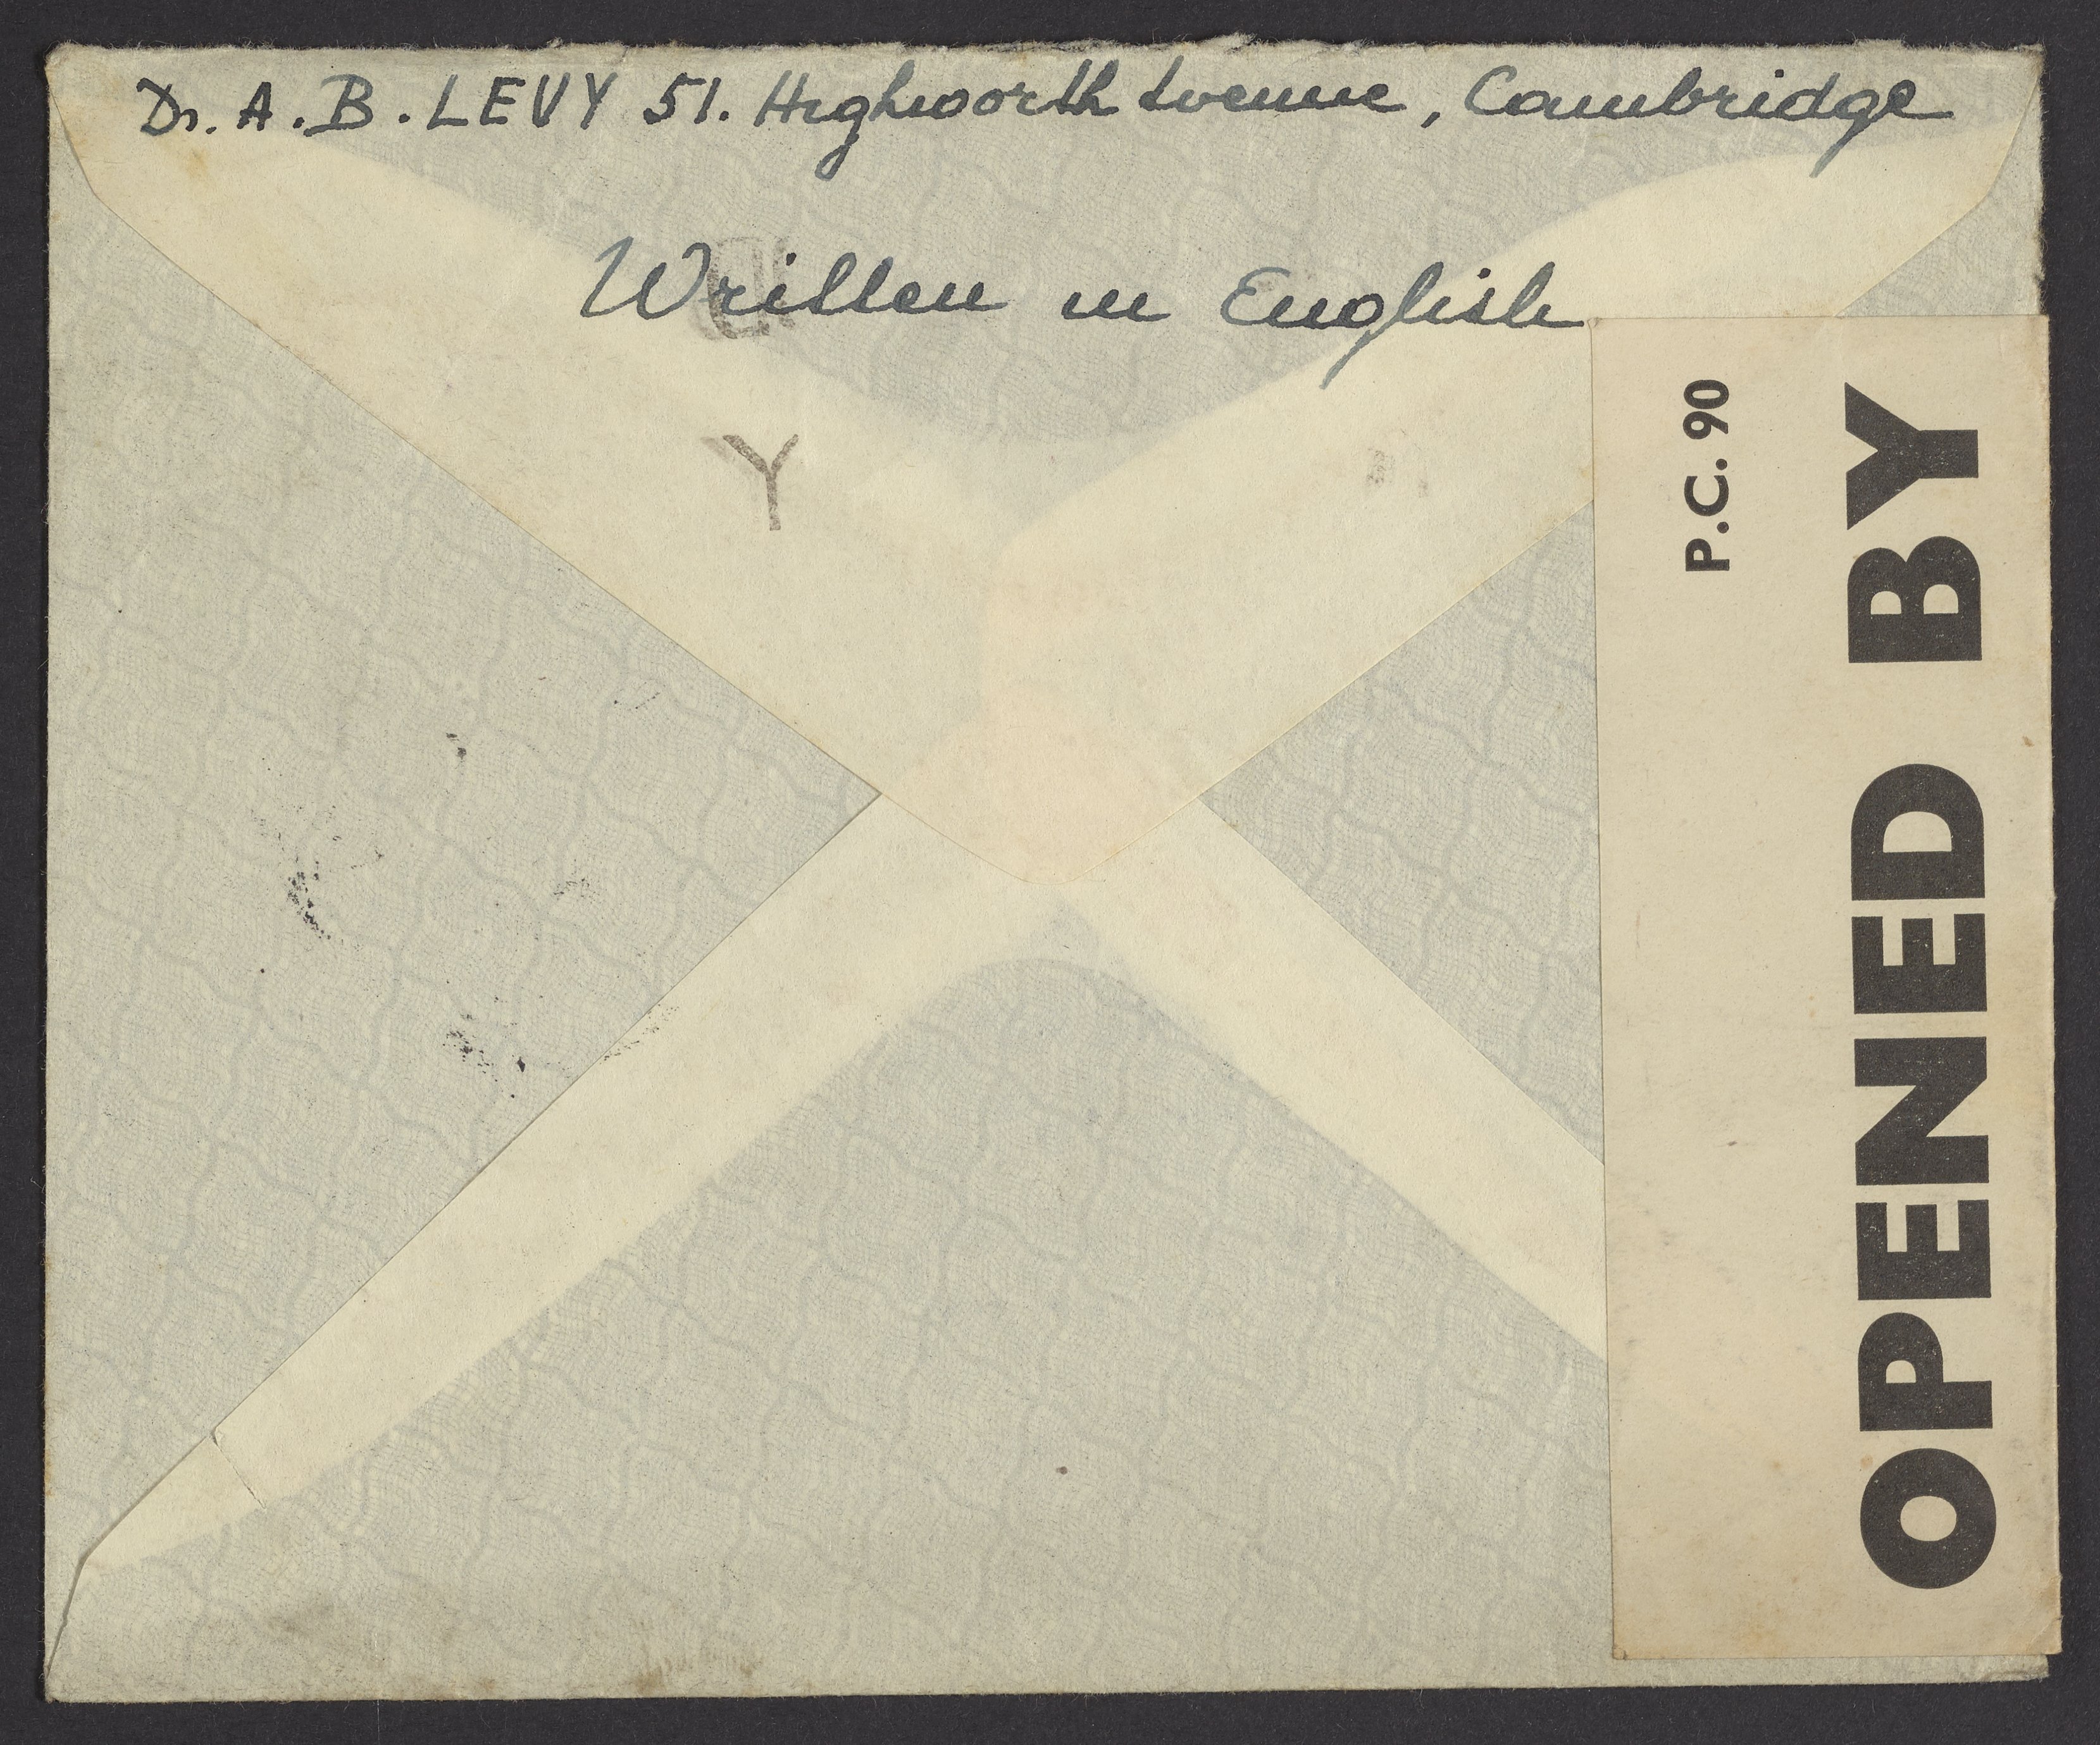 Dr. A. B. LEVY 51. Highworth Avenue, Cambridge
Written in English
Y
P.C. 90
OPENED BY